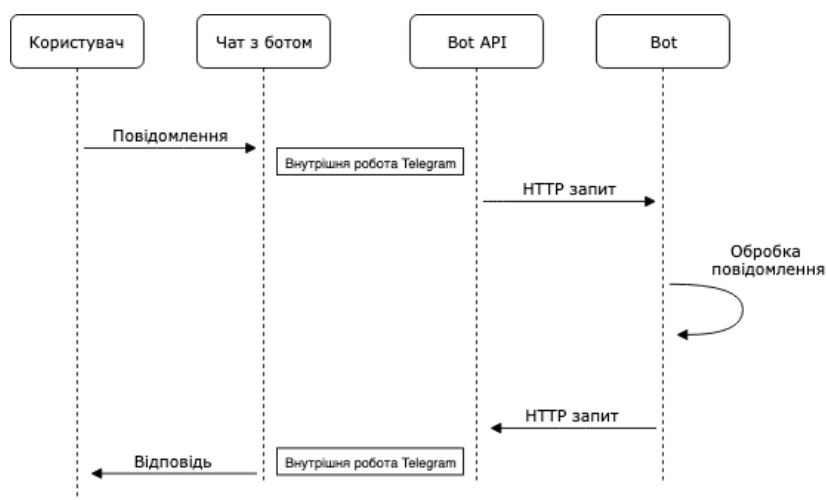 Користувач
Чат з ботом
Bot API
Bot
Повідомлення
Внутрішня робота Telegram
HTTP запит
Обробка
повідомлення
HTTP запит
Відповідь
Внутрішня робота Telegram